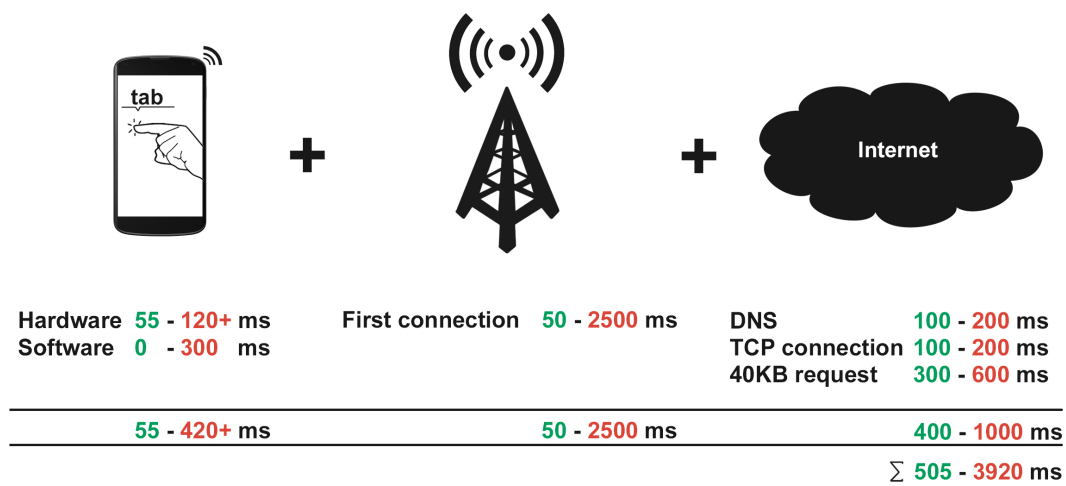 tab
Internet
Hardware 55 - 120+ ms
Software 0 - 300 ms
First connection 50 - 2500 ms
DNS 100 - 200 ms
TCP connection 100 - 200 ms
40KB request 300 - 600 ms
55 - 420+ ms
50 - 2500 ms
400 - 1000 ms
∑ 505 - 3920 ms